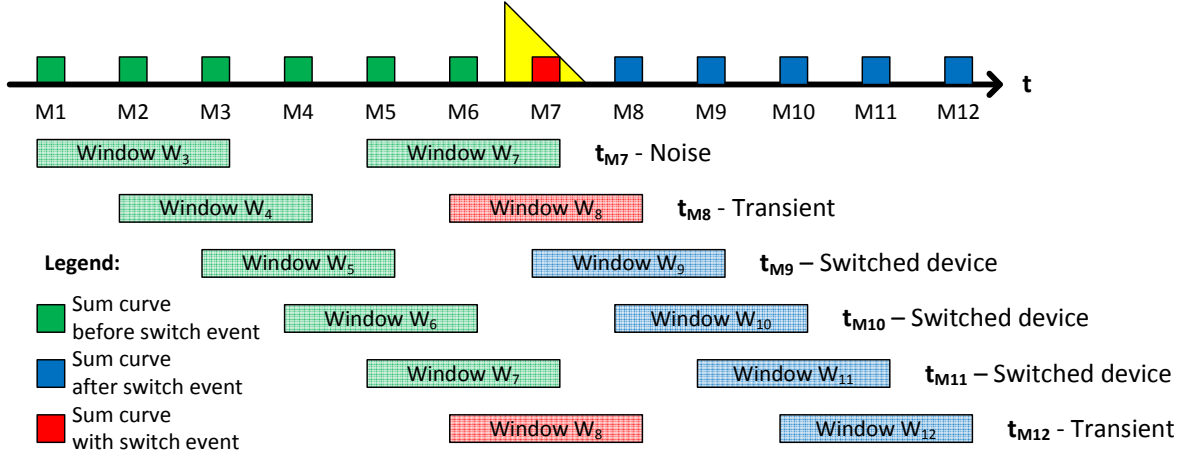 t
M1 M2 M3 M4 M5 M6 M7 M8 M9 M10 M11 M12
Window W₃ Window W₇ tM7 - Noise
Window W₄ Window W₈ tM8 - Transient
Legend: Window W₅ Window W₉ tM9 – Switched device
Sum curve
before switch event Window W₆ Window W₁₀ tM10 – Switched device
Sum curve
after switch event Window W₇ Window W₁₁ tM11 – Switched device
Sum curve
with switch event Window W₈ Window W₁₂ tM12 - Transient